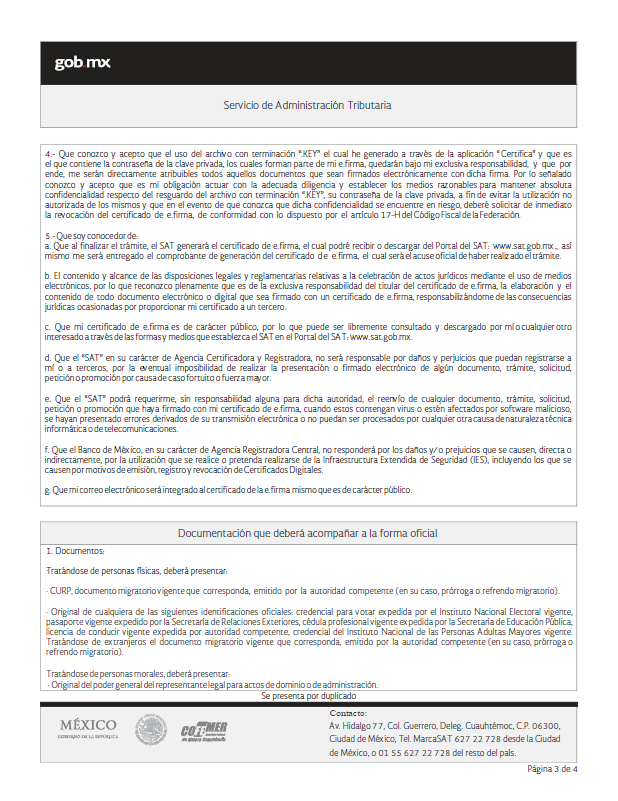 gob.mx
Servicio de Administración Tributaria
4.- Que conozco y acepto que el uso del archivo con terminación ".KEY" el cual he generado a través de la aplicación "Certifica" y que es
el que contiene la contraseña de la clave privada, los cuales forman parte de mi e.firma, quedarán bajo mi exclusiva responsabilidad, y que por
ende, me serán directamente atribuibles todos aquellos documentos que sean firmados electrónicamente con dicha firma. Por lo señalado
conozco y acepto que es mi obligación actuar con la adecuada diligencia y establecer los medios razonables para mantener absoluta
confidencialidad respecto del resguardo del archivo con terminación ".KEY", su contraseña de la clave privada, a fin de evitar la utilización no
autorizada de los mismos y que en el evento de que conozca que dicha confidencialidad se encuentre en riesgo, deberé solicitar de inmediato
la revocación del certificado de e.firma, de conformidad con lo dispuesto por el artículo 17-H del Código Fiscal de la Federación.
5.- Que soy conocedor de:
a. Que al finalizar el trámite, el SAT generará el certificado de e.firma, el cual podré recibir o descargar del Portal del SAT: www.sat.gob.mx., así
mismo me será entregado el comprobante de generación del certificado de e.firma, el cual será el acuse oficial de haber realizado el trámite.
b. El contenido y alcance de las disposiciones legales y reglamentarias relativas a la celebración de actos jurídicos mediante el uso de medios
electrónicos, por lo que reconozco plenamente que es de la exclusiva responsabilidad del titular del certificado de e.firma, la elaboración y el
contenido de todo documento electrónico o digital que sea firmado con un certificado de e.firma, responsabilizándome de las consecuencias
jurídicas ocasionadas por proporcionar mi certificado a un tercero.
c. Que mi certificado de e.firma es de carácter público, por lo que puede ser libremente consultado y descargado por mí o cualquier otro
interesado a través de las formas y medios que establezca el SAT en el Portal del SAT: www.sat.gob.mx.
d. Que el "SAT" en su carácter de Agencia Certificadora y Registradora, no será responsable por daños y perjuicios que puedan registrarse a
mí o a terceros, por la eventual imposibilidad de realizar la presentación o firmado electrónico de algún documento, trámite, solicitud,
petición o promoción por causa de caso fortuito o fuerza mayor.
e. Que el "SAT" podrá requerirme, sin responsabilidad alguna para dicha autoridad, el reenvío de cualquier documento, trámite, solicitud,
petición o promoción que haya firmado con mi certificado de e.firma, cuando estos contengan virus o estén afectados por software malicioso,
se hayan presentado errores derivados de su transmisión electrónica o no puedan ser procesados por cualquier otra causa de naturaleza técnica
informática o de telecomunicaciones.
f. Que el Banco de México, en su carácter de Agencia Registradora Central, no responderá por los daños y/o prejuicios que se causen, directa o
indirectamente, por la utilización que se realice o pretenda realizarse de la Infraestructura Extendida de Seguridad (IES), incluyendo los que se
causen por motivos de emisión, registro y revocación de Certificados Digitales.
g. Que mi correo electrónico será integrado al certificado de la e.firma mismo que es de carácter público.
Documentación que deberá acompañar a la forma oficial
1. Documentos:
Tratándose de personas físicas, deberá presentar:
· CURP, documento migratorio vigente que corresponda, emitido por la autoridad competente (en su caso, prórroga o refrendo migratorio).
· Original de cualquiera de las siguientes identificaciones oficiales: credencial para votar expedida por el Instituto Nacional Electoral vigente,
pasaporte vigente expedido por la Secretaría de Relaciones Exteriores, cédula profesional vigente expedida por la Secretaría de Educación Pública,
licencia de conducir vigente expedida por autoridad competente, credencial del Instituto Nacional de las Personas Adultas Mayores vigente.
Tratándose de extranjeros el documento migratorio vigente que corresponda, emitido por la autoridad competente (en su caso, prórroga o
refrendo migratorio).
Tratándose de personas morales, deberá presentar:
· Original del poder general del representante legal para actos de dominio o de administración.
Se presenta por duplicado
MÉXICO
GOBIERNO DE LA REPÚBLICA
COFEMER
Contacto:
Av. Hidalgo 77, Col. Guerrero, Deleg. Cuauhtémoc, C.P. 06300,
Ciudad de México, Tel. MarcaSAT 627 22 728 desde la Ciudad
de México, o 01 55 627 22 728 del resto del país.
Página 3 de 4